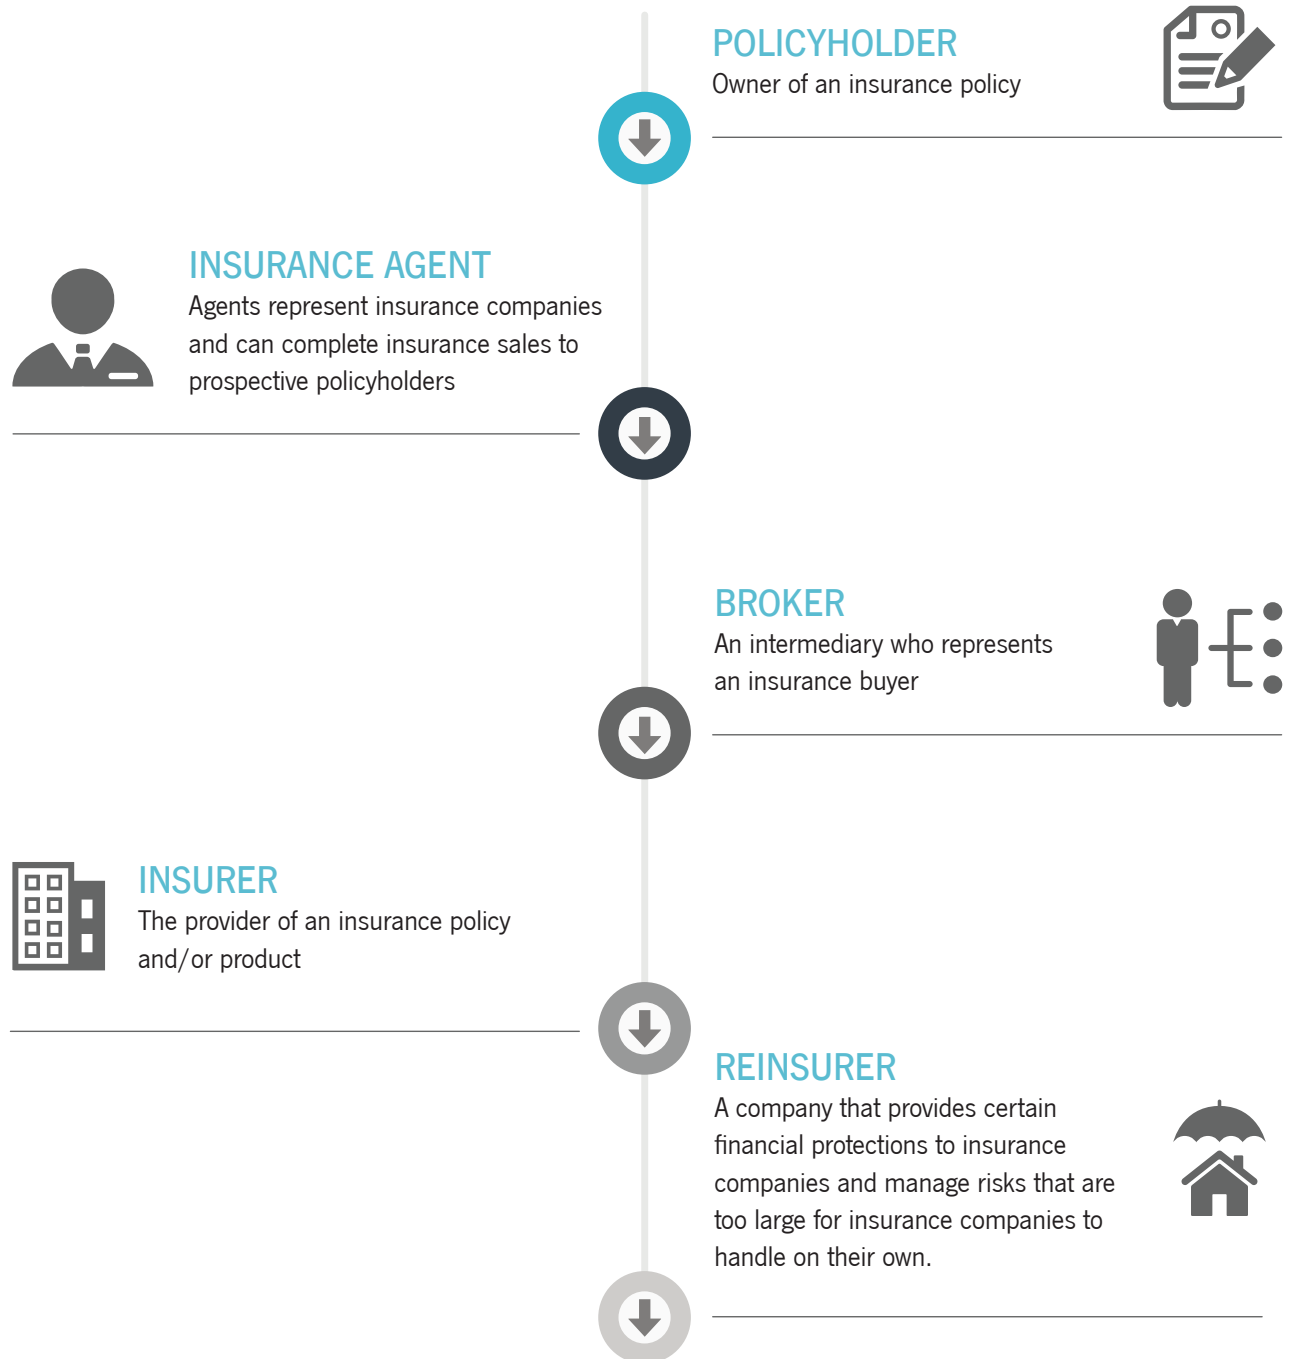 POLICYHOLDER
Owner of an insurance policy
INSURANCE AGENT
Agents represent insurance companies
and can complete insurance sales to
prospective policyholders
BROKER
An intermediary who represents
an insurance buyer
INSURER
The provider of an insurance policy
and/or product
REINSURER
A company that provides certain
financial protections to insurance
companies and manage risks that are
too large for insurance companies to
handle on their own.